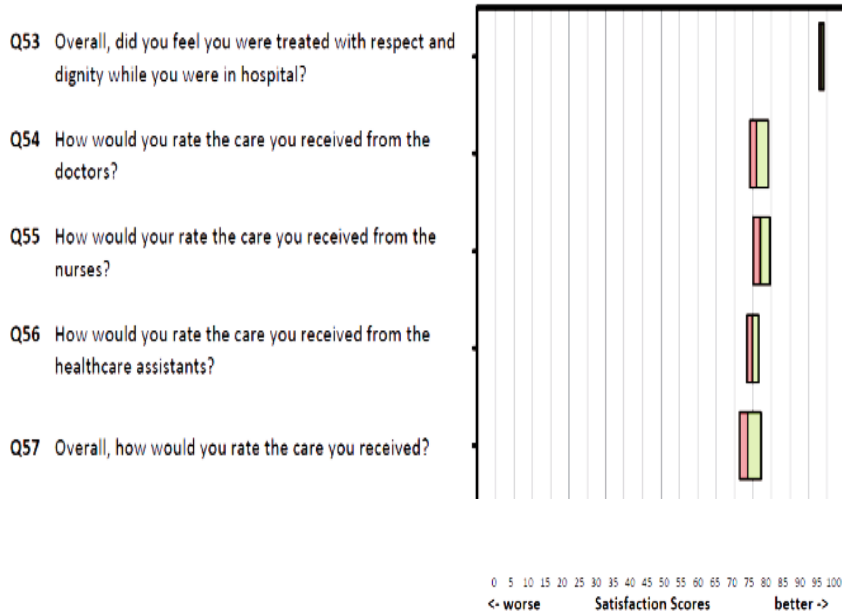 Q53 Overall, did you feel you were treated with respect and
dignity while you were in hospital?
Q54 How would you rate the care you received from the
doctors?
Q55 How would your rate the care you received from the
nurses?
Q56 How would you rate the care you received from the
healthcare assistants?
Q57 Overall, how would you rate the care you received?
0 5 10 15 20 25 30 35 40 45 50 55 60 65 70 75 80 85 90 95 100
<- worse Satisfaction Scores better ->